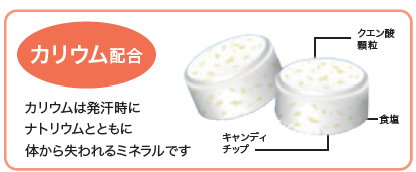 カリウム配合
カリウムは発汗時に
ナトリウムとともに
体から失われるミネラルです
クエン酸
顆粒
食塩
キャンディ
チップ